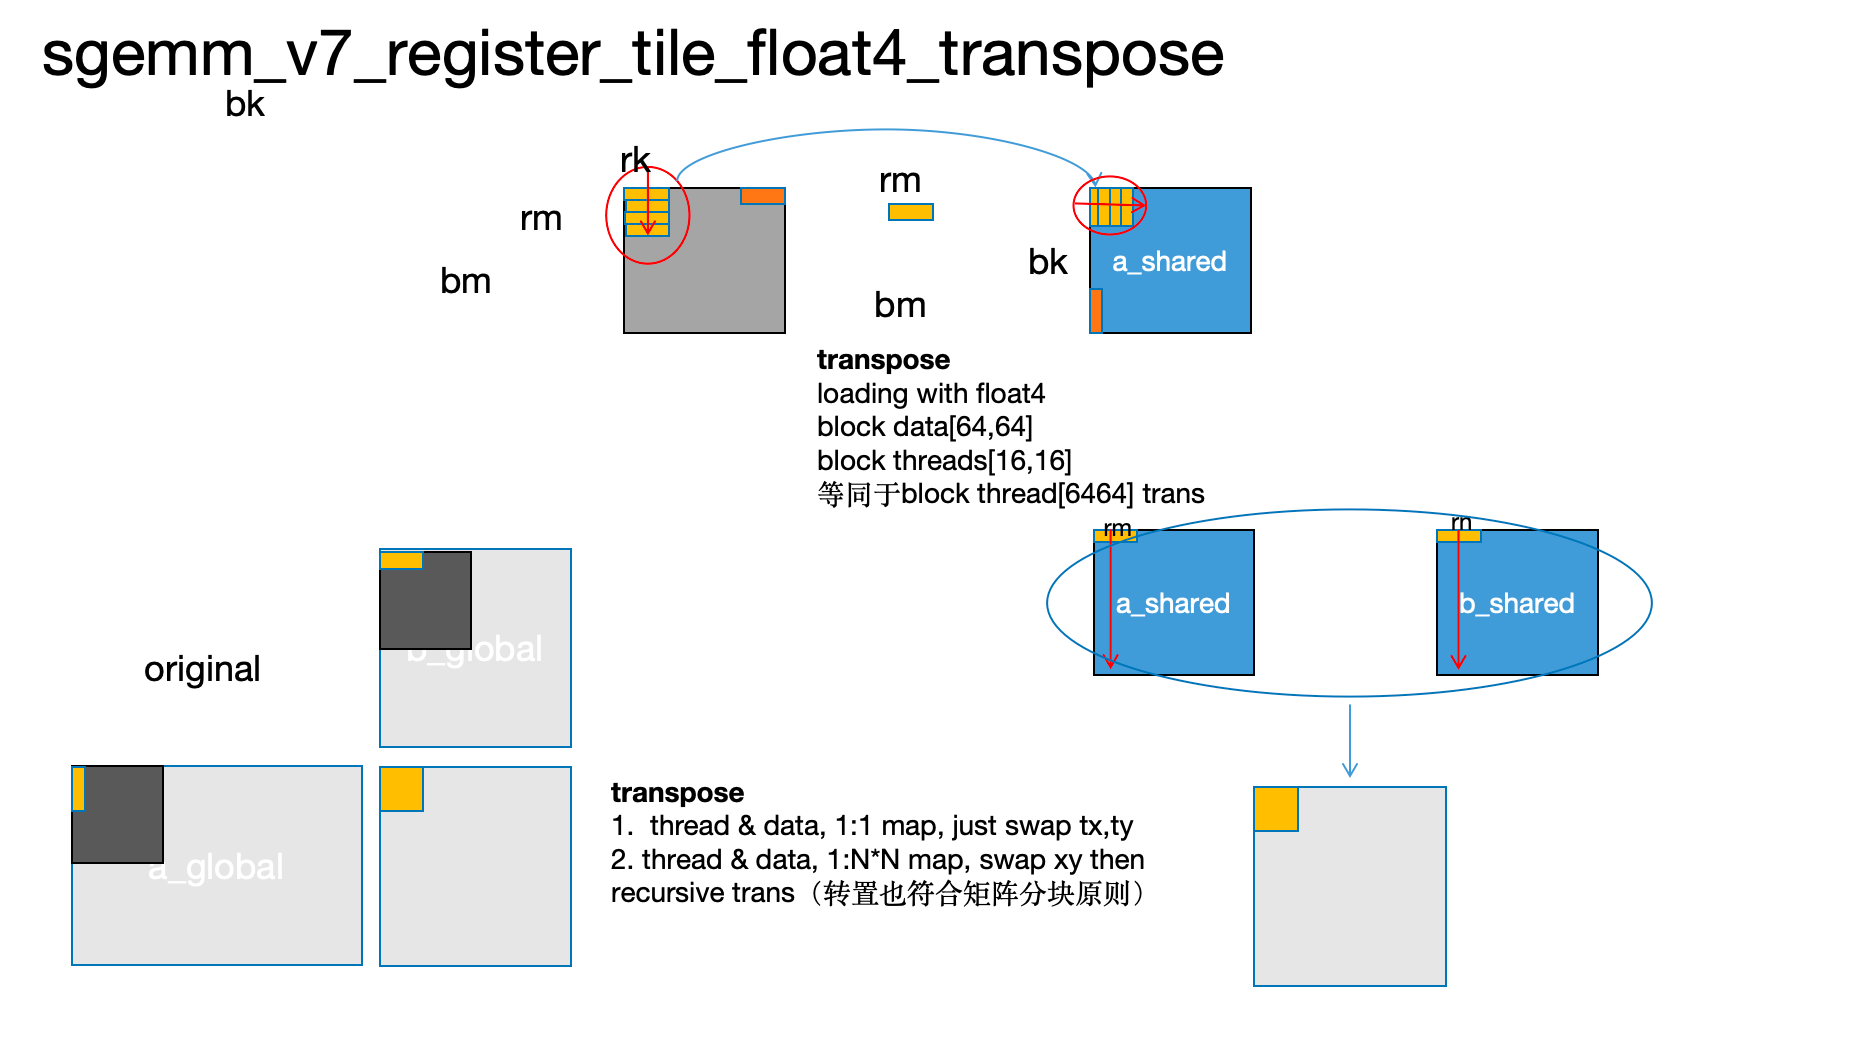 sgemm_v7_register_tile_float4_transpose
bk
rk
rm
rm
bm
bk
a_shared
bm
transpose
loading with float4
block data[64,64]
block threads[16,16]
等同于block thread[6464] trans
rm
rn
a_shared
b_shared
b_global
original
a_global
transpose
1. thread & data, 1:1 map, just swap tx,ty
2. thread & data, 1:N*N map, swap xy then
recursive trans（转置也符合矩阵分块原则）